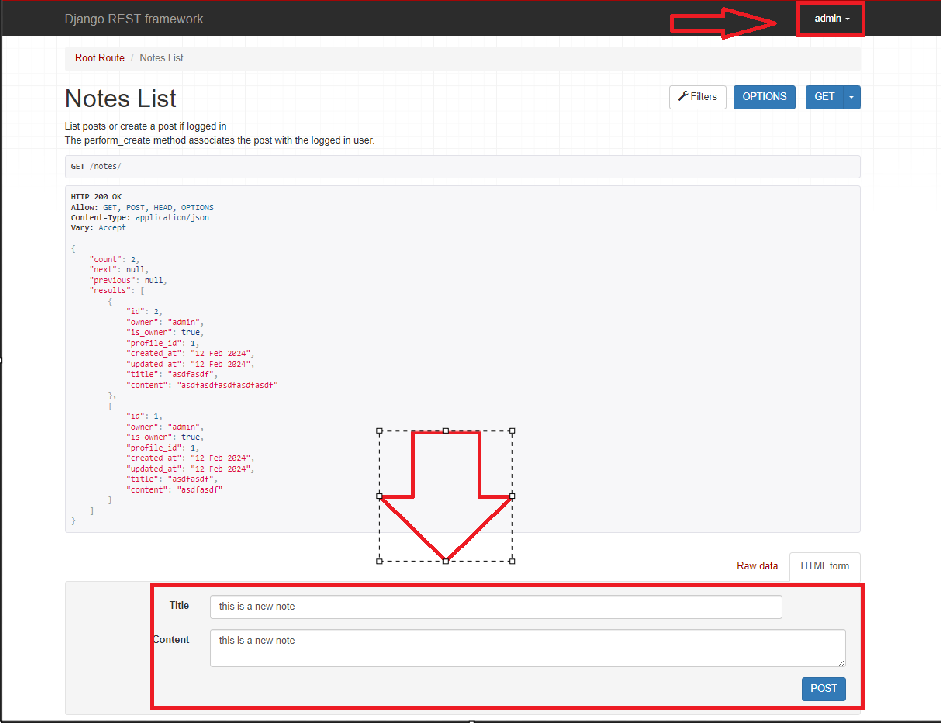 Django REST framework
admin
Root Route / Notes List
Notes List
Filters
OPTIONS
GET
List posts or create a post if logged in
The perform_create method associates the post with the logged in user.
GET /notes/
HTTP 200 OK
Allow: GET, POST, HEAD, OPTIONS
Content-Type: application/json
Vary: Accept
{
"count": 2,
"next": null,
"previous": null,
"results": [
{
"id": 2,
"owner": "admin",
"is_owner": true,
"profile_id": 1,
"created_at": "12 Feb 2024",
"updated_at": "12 Feb 2024",
"title": "asdfasdf",
"content": "asdfasdfasdfasdfasdf"
},
{
"id": 1,
"owner": "admin",
"is_owner": true,
"profile_id": 1,
"created_at": "12 Feb 2024",
"updated_at": "12 Feb 2024",
"title": "asdfasdf",
"content": "asdfasdf"
}
]
}
Raw data
HTML form
Title
this is a new note
Content
this is a new note
POST